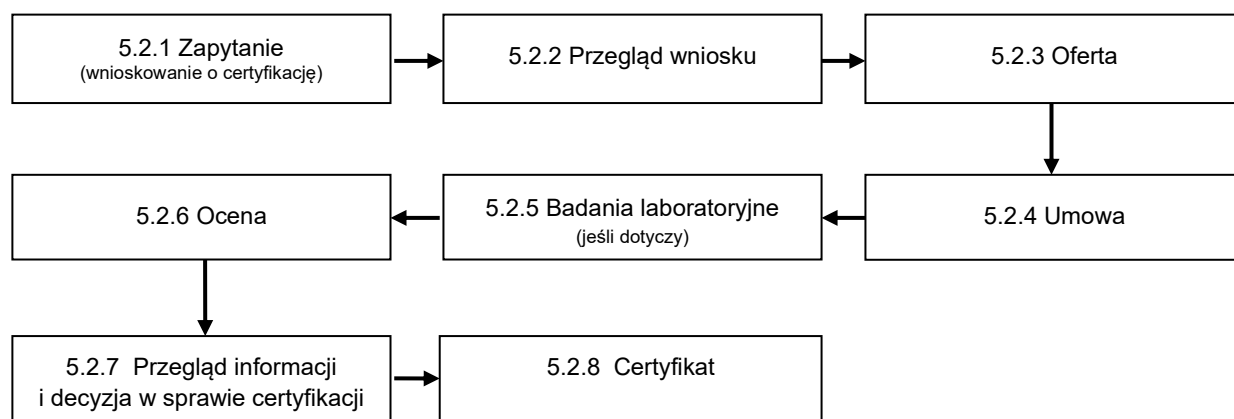 5.2.1 Zapytanie
(wnioskowanie o certyfikację)
5.2.2 Przegląd wniosku
5.2.3 Oferta
5.2.4 Umowa
5.2.5 Badania laboratoryjne
(jeśli dotyczy)
5.2.6 Ocena
5.2.7 Przegląd informacji
i decyzja w sprawie certyfikacji
5.2.8 Certyfikat